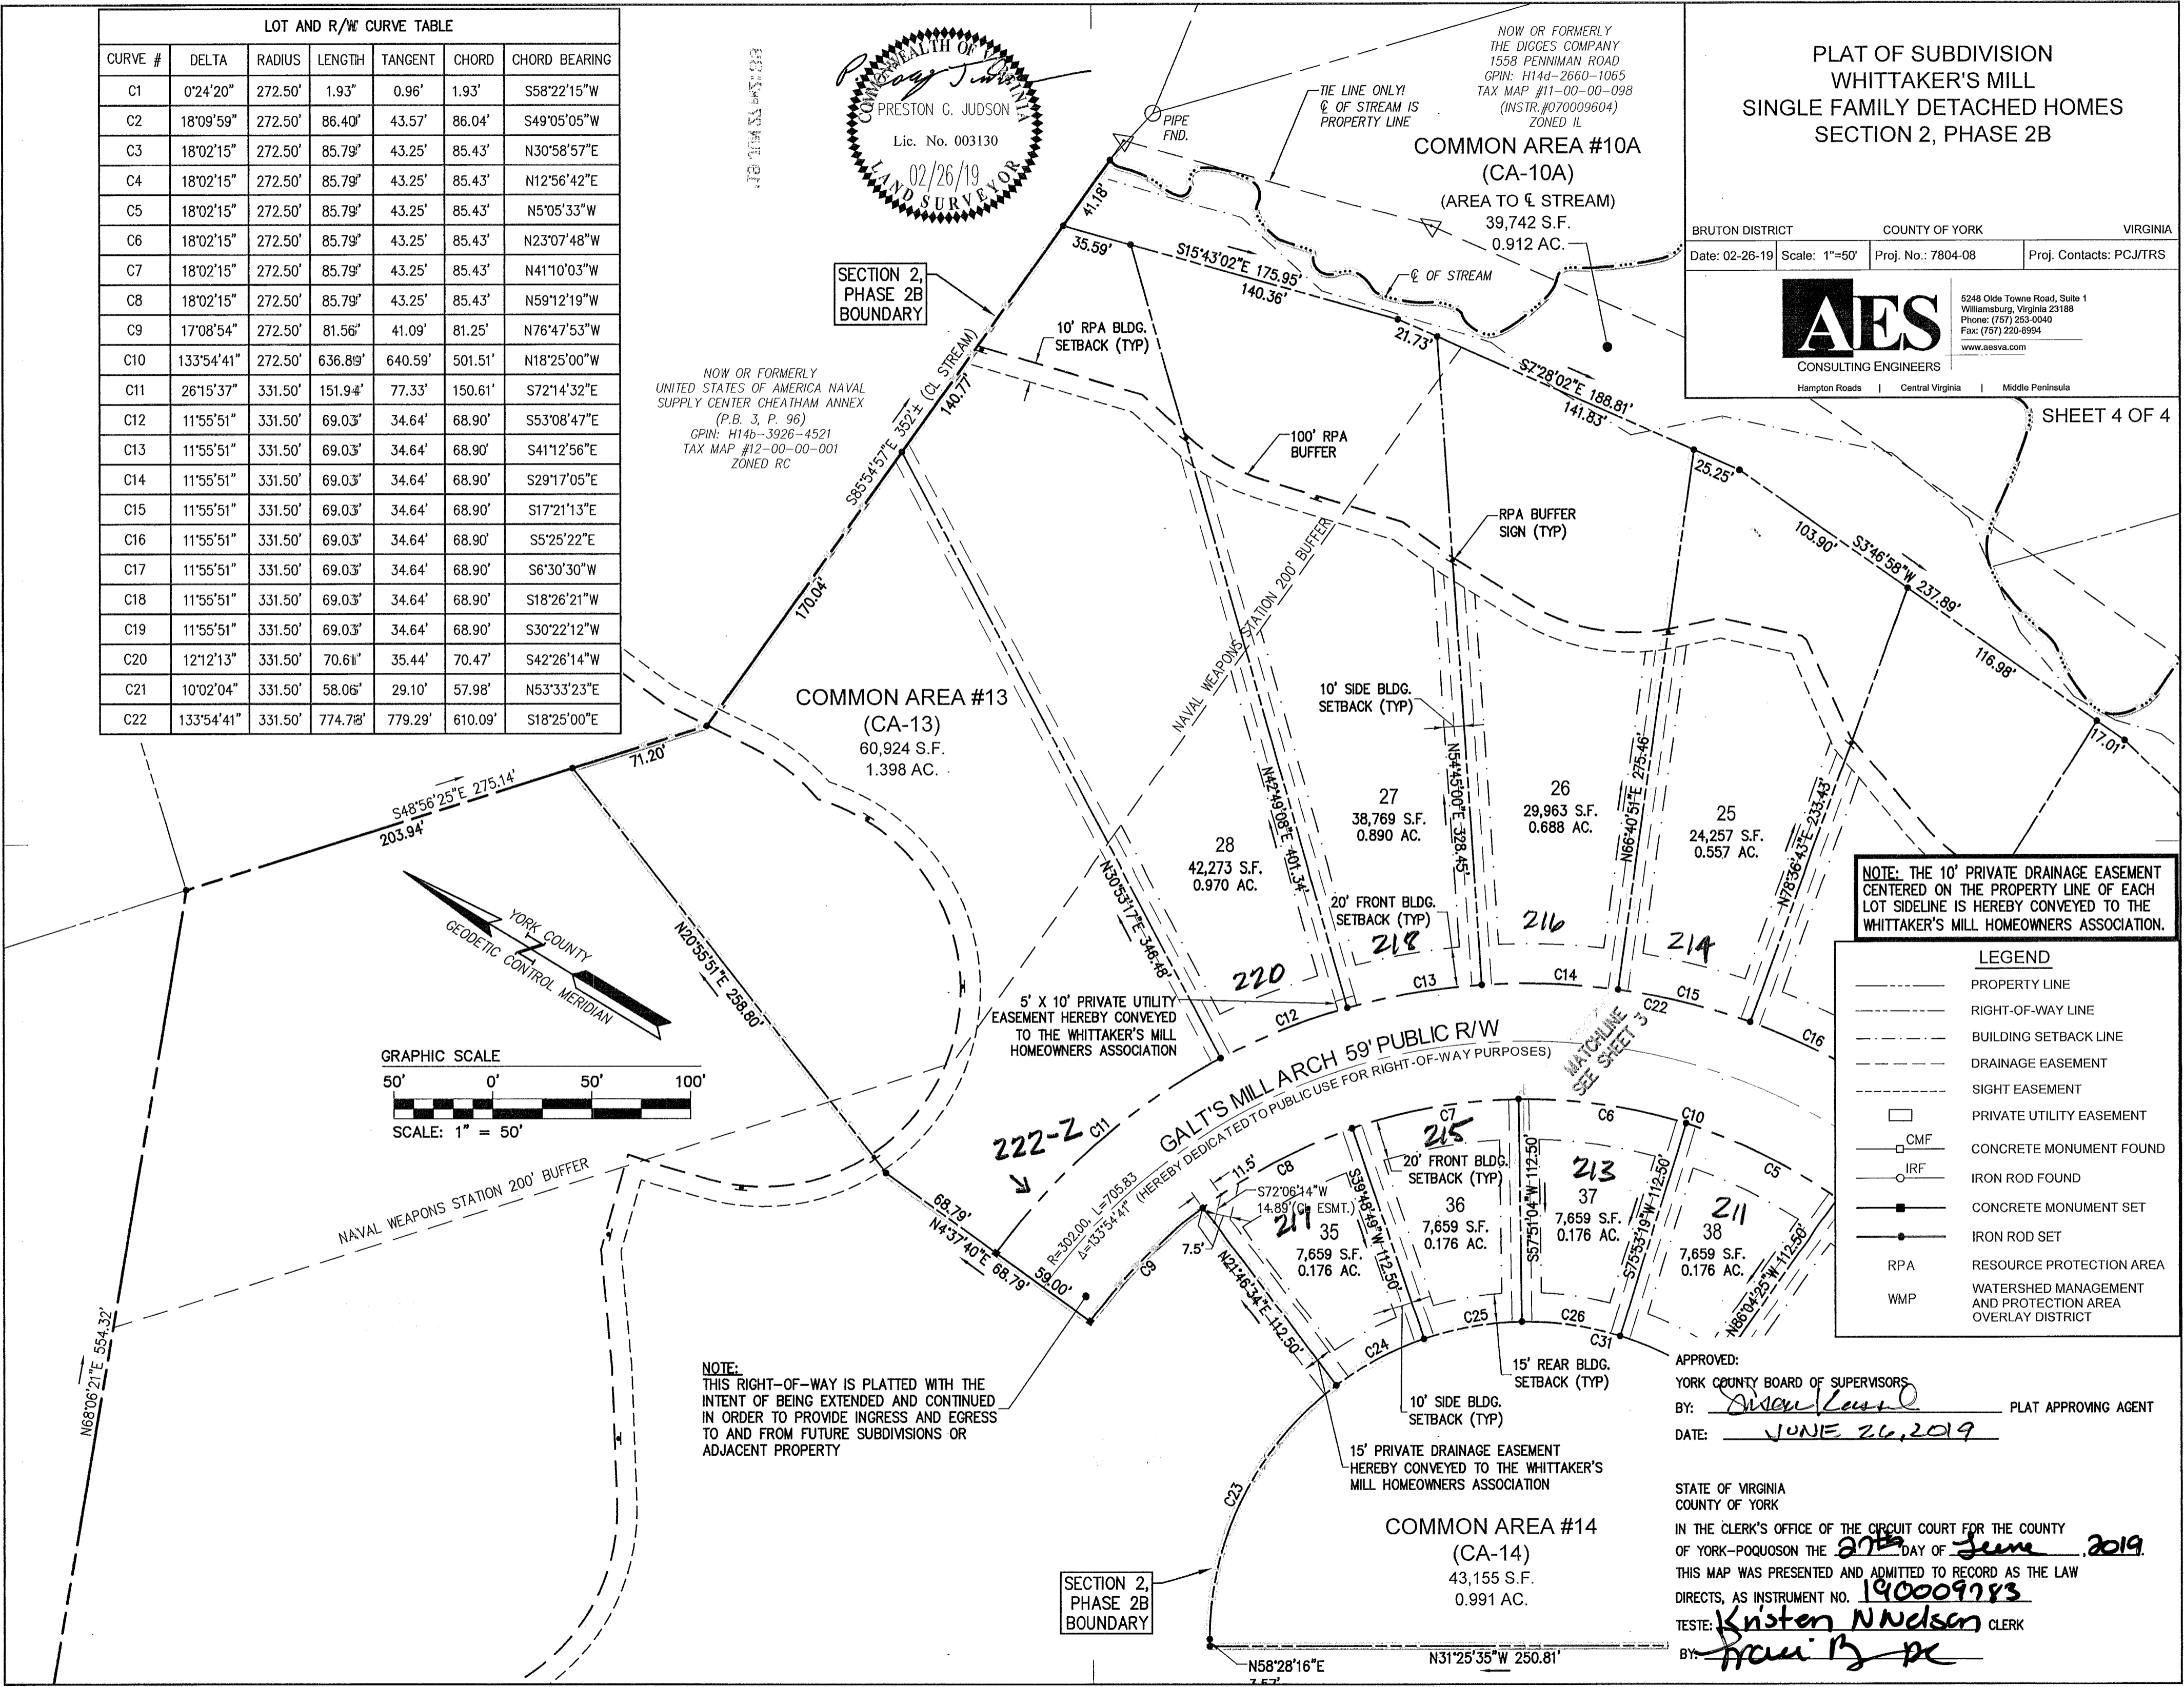 LOT AND R/W CURVE TABLE
CURVE # DELTA RADIUS LENGTH TANGENT CHORD CHORD BEARING
C1 0°24'20" 272.50' 1.93' 0.96' 1.93' S58°22'15"W
C2 18°09'59" 272.50' 86.40' 43.57' 86.04' S49°05'05"W
C3 18°02'15" 272.50' 85.79' 43.25' 85.43' N30°58'57"E
C4 18°02'15" 272.50' 85.79' 43.25' 85.43' N12°56'42"E
C5 18°02'15" 272.50' 85.79' 43.25' 85.43' N5°05'33"W
C6 18°02'15" 272.50' 85.79' 43.25' 85.43' N23°07'48"W
C7 18°02'15" 272.50' 85.79' 43.25' 85.43' N41°10'03"W
C8 18°02'15" 272.50' 85.79' 43.25' 85.43' N59°12'19"W
C9 17°08'54" 272.50' 81.56' 41.09' 81.25' N76°47'53"W
C10 133°54'41" 272.50' 636.89' 640.59' 501.51' N18°25'00"W
C11 26°15'37" 331.50' 151.94' 77.33' 150.61' S72°14'32"E
C12 11°55'51" 331.50' 69.03' 34.64' 68.90' S53°08'47"E
C13 11°55'51" 331.50' 69.03' 34.64' 68.90' S41°12'56"E
C14 11°55'51" 331.50' 69.03' 34.64' 68.90' S29°17'05"E
C15 11°55'51" 331.50' 69.03' 34.64' 68.90' S17°21'13"E
C16 11°55'51" 331.50' 69.03' 34.64' 68.90' S5°25'22"E
C17 11°55'51" 331.50' 69.03' 34.64' 68.90' S6°30'30"W
C18 11°55'51" 331.50' 69.03' 34.64' 68.90' S18°26'21"W
C19 11°55'51" 331.50' 69.03' 34.64' 68.90' S30°22'12"W
C20 12°12'13" 331.50' 70.61' 35.44' 70.47' S42°26'14"W
C21 10°02'04" 331.50' 58.06' 29.10' 57.98' N53°33'23"E
C22 133°54'41" 331.50' 774.78' 779.29' 610.09' S18°25'00"E
COMMONWEALTH OF VIRGINIA
PRESTON C. JUDSON
Lic. No. 003130
02/26/19
LAND SURVEYOR
PIPE
FND.
TIE LINE ONLY!
℄ OF STREAM IS
PROPERTY LINE
NOW OR FORMERLY
THE DIGGES COMPANY
1558 PENNIMAN ROAD
GPIN: H14d-2660-1065
TAX MAP #11-00-00-098
(INSTR.#070009604)
ZONED IL
COMMON AREA #10A
(CA-10A)
(AREA TO ℄ STREAM)
39,742 S.F.
0.912 AC.
PLAT OF SUBDIVISION
WHITTAKER'S MILL
SINGLE FAMILY DETACHED HOMES
SECTION 2, PHASE 2B
BRUTON DISTRICT COUNTY OF YORK VIRGINIA
Date: 02-26-19 Scale: 1"=50' Proj. No.: 7804-08 Proj. Contacts: PCJ/TRS
AES
CONSULTING ENGINEERS
5248 Olde Towne Road, Suite 1
Williamsburg, Virginia 23188
Phone: (757) 253-0040
Fax: (757) 220-8994
www.aesva.com
Hampton Roads | Central Virginia | Middle Peninsula
SHEET 4 OF 4
41.18'
35.59'
S15°43'02"E 175.95'
140.36'
℄ OF STREAM
21.73'
S7°28'02"E 188.81'
141.83'
25.25'
103.90'
S3°46'58"W 237.89'
116.98'
17.01'
SECTION 2,
PHASE 2B
BOUNDARY
10' RPA BLDG.
SETBACK (TYP)
NOW OR FORMERLY
UNITED STATES OF AMERICA NAVAL
SUPPLY CENTER CHEATHAM ANNEX
(P.B. 3, P. 96)
GPIN: H14b-3926-4521
TAX MAP #12-00-00-001
ZONED RC
S85°54'57"E 352'± (CL STREAM)
140.77'
170.04'
100' RPA
BUFFER
RPA BUFFER
SIGN (TYP)
NAVAL WEAPONS STATION 200' BUFFER
COMMON AREA #13
(CA-13)
60,924 S.F.
1.398 AC.
71.20'
S48°56'25"E 275.14'
203.94'
10' SIDE BLDG.
SETBACK (TYP)
N42°49'08"E 401.34'
N54°45'00"E 328.45'
N66°40'51"E 275.46'
N78°36'43"E 233.43'
N30°53'17"E 346.48'
N20°55'51"E 258.80'
28
42,273 S.F.
0.970 AC.
27
38,769 S.F.
0.890 AC.
26
29,963 S.F.
0.688 AC.
25
24,257 S.F.
0.557 AC.
20' FRONT BLDG.
SETBACK (TYP)
220
218
216
214
NOTE: THE 10' PRIVATE DRAINAGE EASEMENT
CENTERED ON THE PROPERTY LINE OF EACH
LOT SIDELINE IS HEREBY CONVEYED TO THE
WHITTAKER'S MILL HOMEOWNERS ASSOCIATION.
LEGEND
PROPERTY LINE
RIGHT-OF-WAY LINE
BUILDING SETBACK LINE
DRAINAGE EASEMENT
SIGHT EASEMENT
PRIVATE UTILITY EASEMENT
CMF CONCRETE MONUMENT FOUND
IRF IRON ROD FOUND
CONCRETE MONUMENT SET
IRON ROD SET
RPA RESOURCE PROTECTION AREA
WMP WATERSHED MANAGEMENT
AND PROTECTION AREA
OVERLAY DISTRICT
YORK COUNTY
GEODETIC CONTROL MERIDIAN
N
GRAPHIC SCALE
50' 0' 50' 100'
SCALE: 1" = 50'
5' X 10' PRIVATE UTILITY
EASEMENT HEREBY CONVEYED
TO THE WHITTAKER'S MILL
HOMEOWNERS ASSOCIATION
C12
C13
C14
C15
C22
C16
MATCHLINE
SEE SHEET 3
GALT'S MILL ARCH 59' PUBLIC R/W
(HEREBY DEDICATED TO PUBLIC USE FOR RIGHT-OF-WAY PURPOSES)
R=302.00, L=705.83
Δ=133°54'41"
222-Z
C11
NAVAL WEAPONS STATION 200' BUFFER
68.79'
N4°37'40"E 68.79'
59.00'
C9
C8
C7
C6
C10
C5
11.5'
S72°06'14"W
14.89'(CL ESMT.)
7.5'
217
35
7,659 S.F.
0.176 AC.
215
20' FRONT BLDG.
SETBACK (TYP)
36
7,659 S.F.
0.176 AC.
213
37
7,659 S.F.
0.176 AC.
211
38
7,659 S.F.
0.176 AC.
N21°46'34"E 112.50'
S39°48'49"W 112.50'
S57°51'04"W 112.50'
S75°53'19"W 112.50'
N86°04'25"W 112.50'
C24
C25
C26
C31
N68°06'21"E 554.32'
NOTE:
THIS RIGHT-OF-WAY IS PLATTED WITH THE
INTENT OF BEING EXTENDED AND CONTINUED
IN ORDER TO PROVIDE INGRESS AND EGRESS
TO AND FROM FUTURE SUBDIVISIONS OR
ADJACENT PROPERTY
15' REAR BLDG.
SETBACK (TYP)
10' SIDE BLDG.
SETBACK (TYP)
15' PRIVATE DRAINAGE EASEMENT
HEREBY CONVEYED TO THE WHITTAKER'S
MILL HOMEOWNERS ASSOCIATION
C23
COMMON AREA #14
(CA-14)
43,155 S.F.
0.991 AC.
SECTION 2,
PHASE 2B
BOUNDARY
N58°28'16"E
7.57'
N31°25'35"W 250.81'
APPROVED:
YORK COUNTY BOARD OF SUPERVISORS
BY: PLAT APPROVING AGENT
DATE: JUNE 26, 2019
STATE OF VIRGINIA
COUNTY OF YORK
IN THE CLERK'S OFFICE OF THE CIRCUIT COURT FOR THE COUNTY
OF YORK-POQUOSON THE 27th DAY OF June, 2019.
THIS MAP WAS PRESENTED AND ADMITTED TO RECORD AS THE LAW
DIRECTS, AS INSTRUMENT NO. 190009783
TESTE: Kristen N Nelson CLERK
BY: